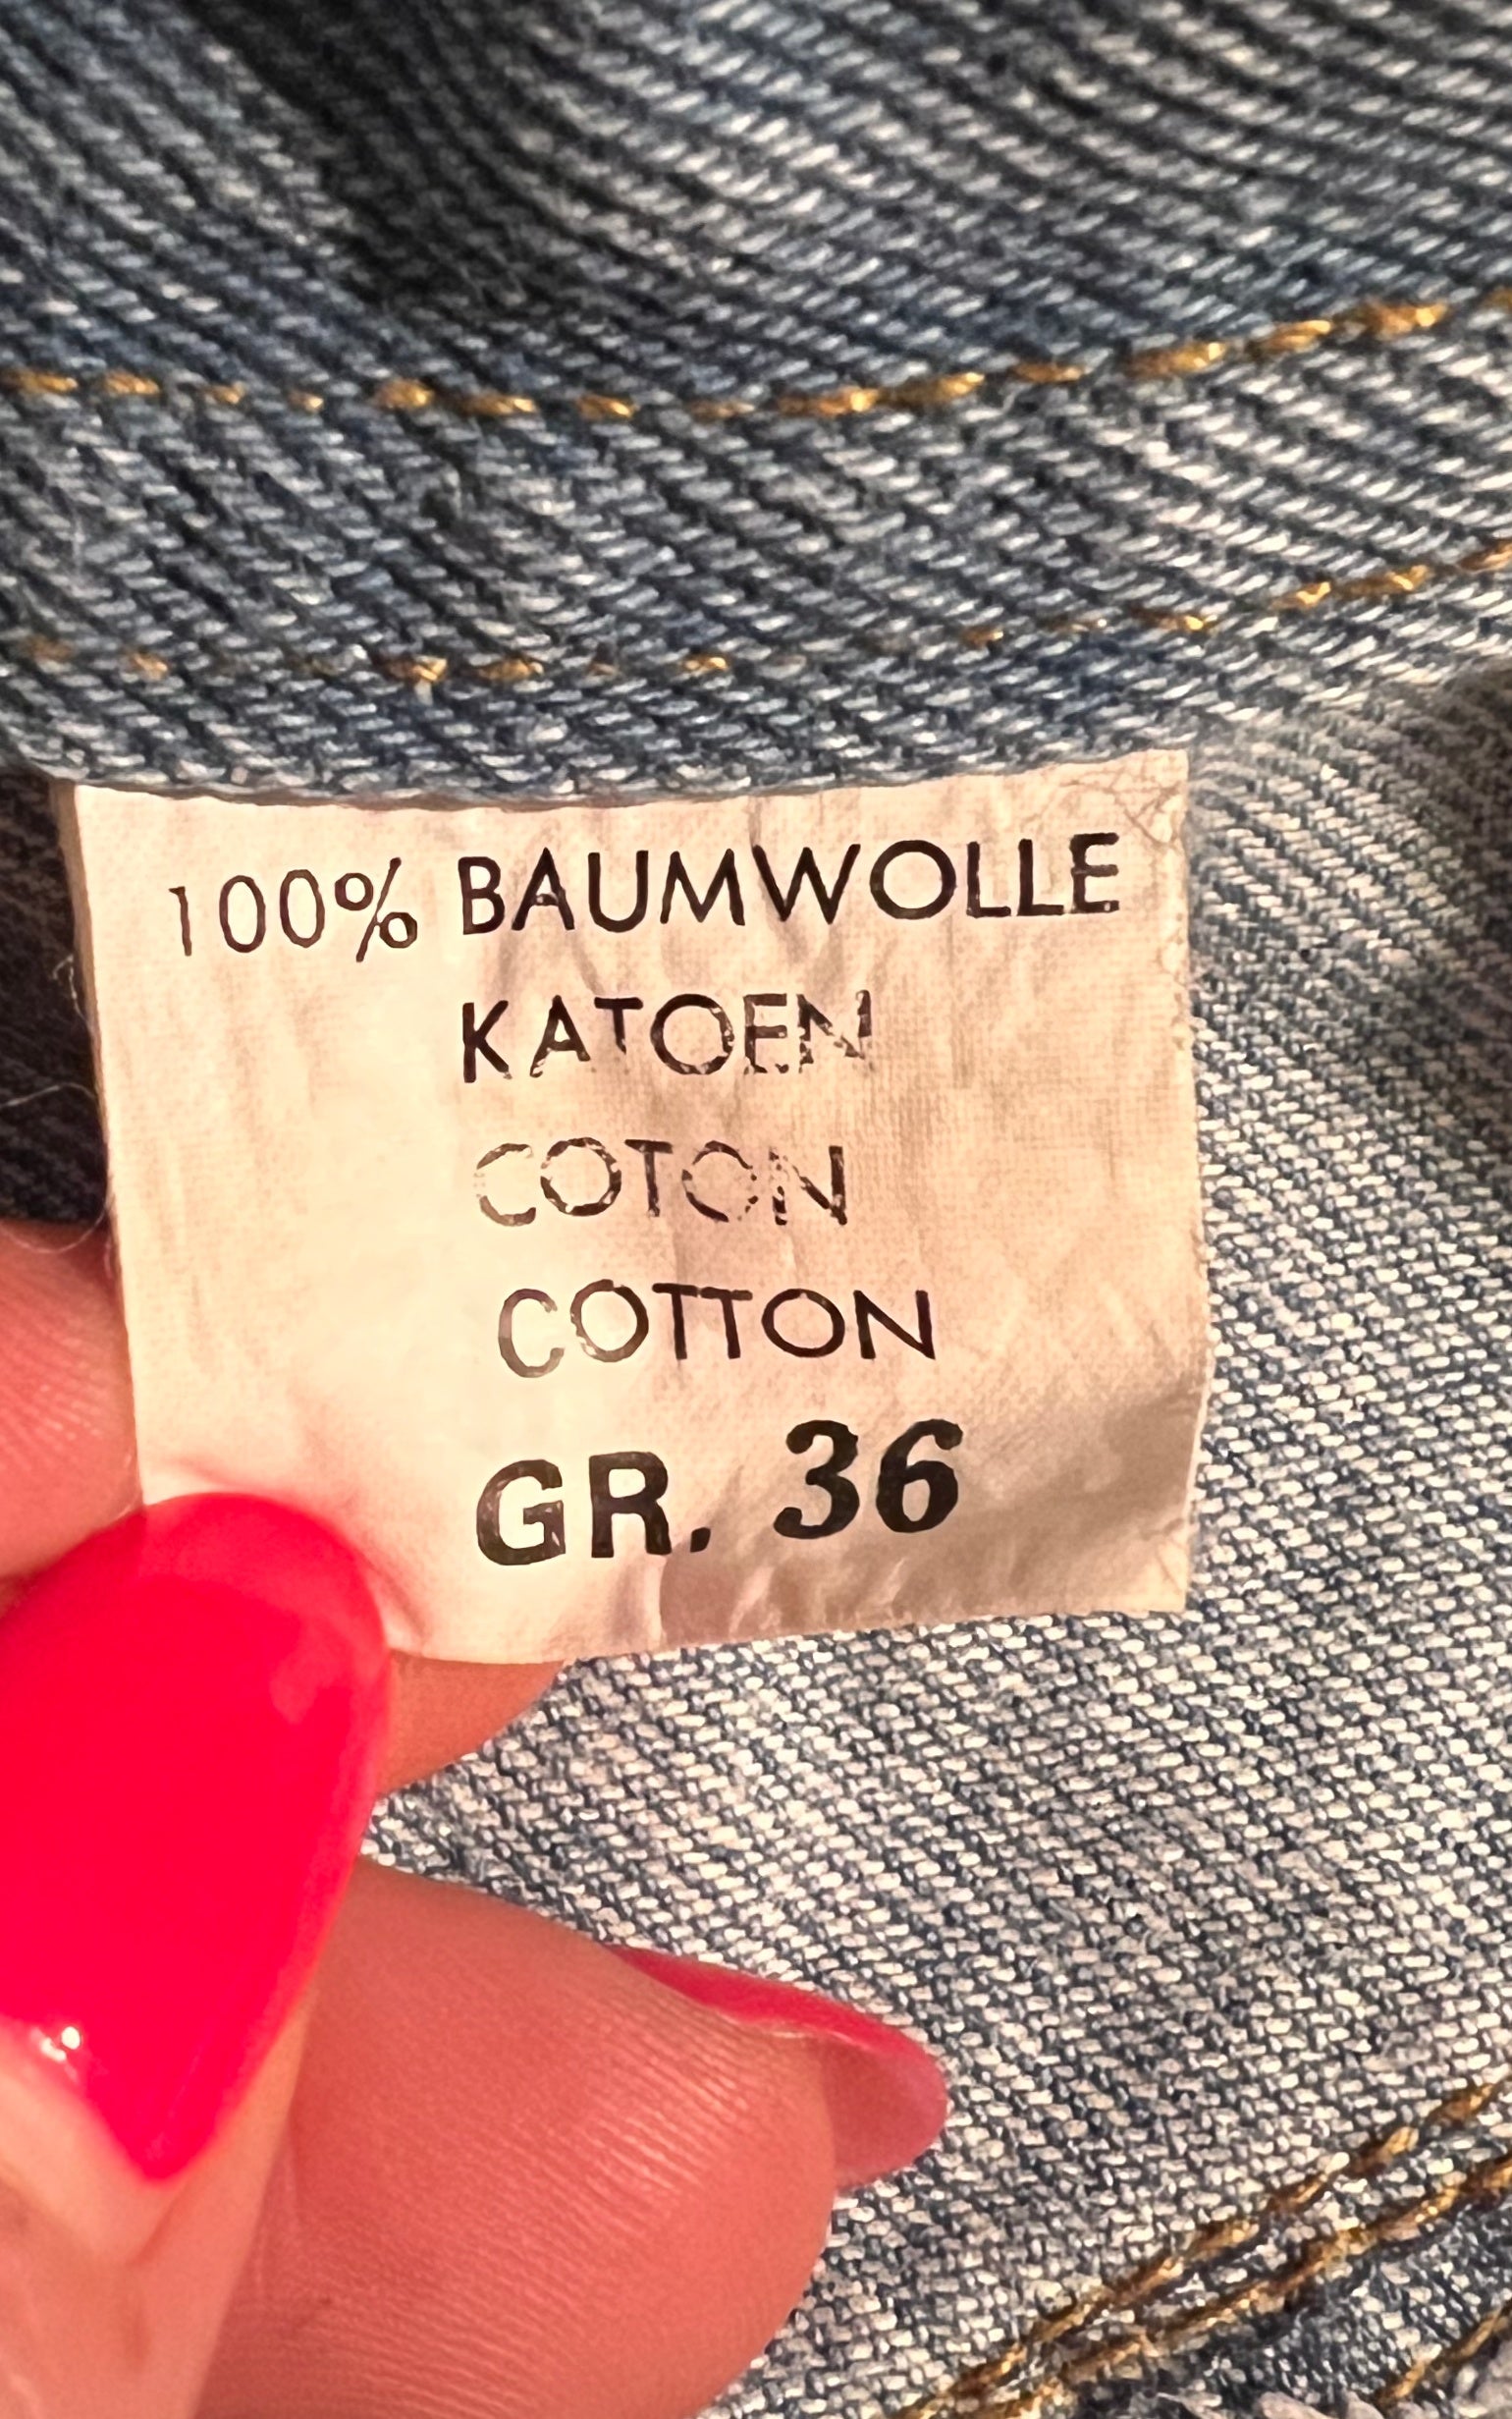 100% BAUMWOLLE
KATOEN
COTON
COTTON
GR. 36